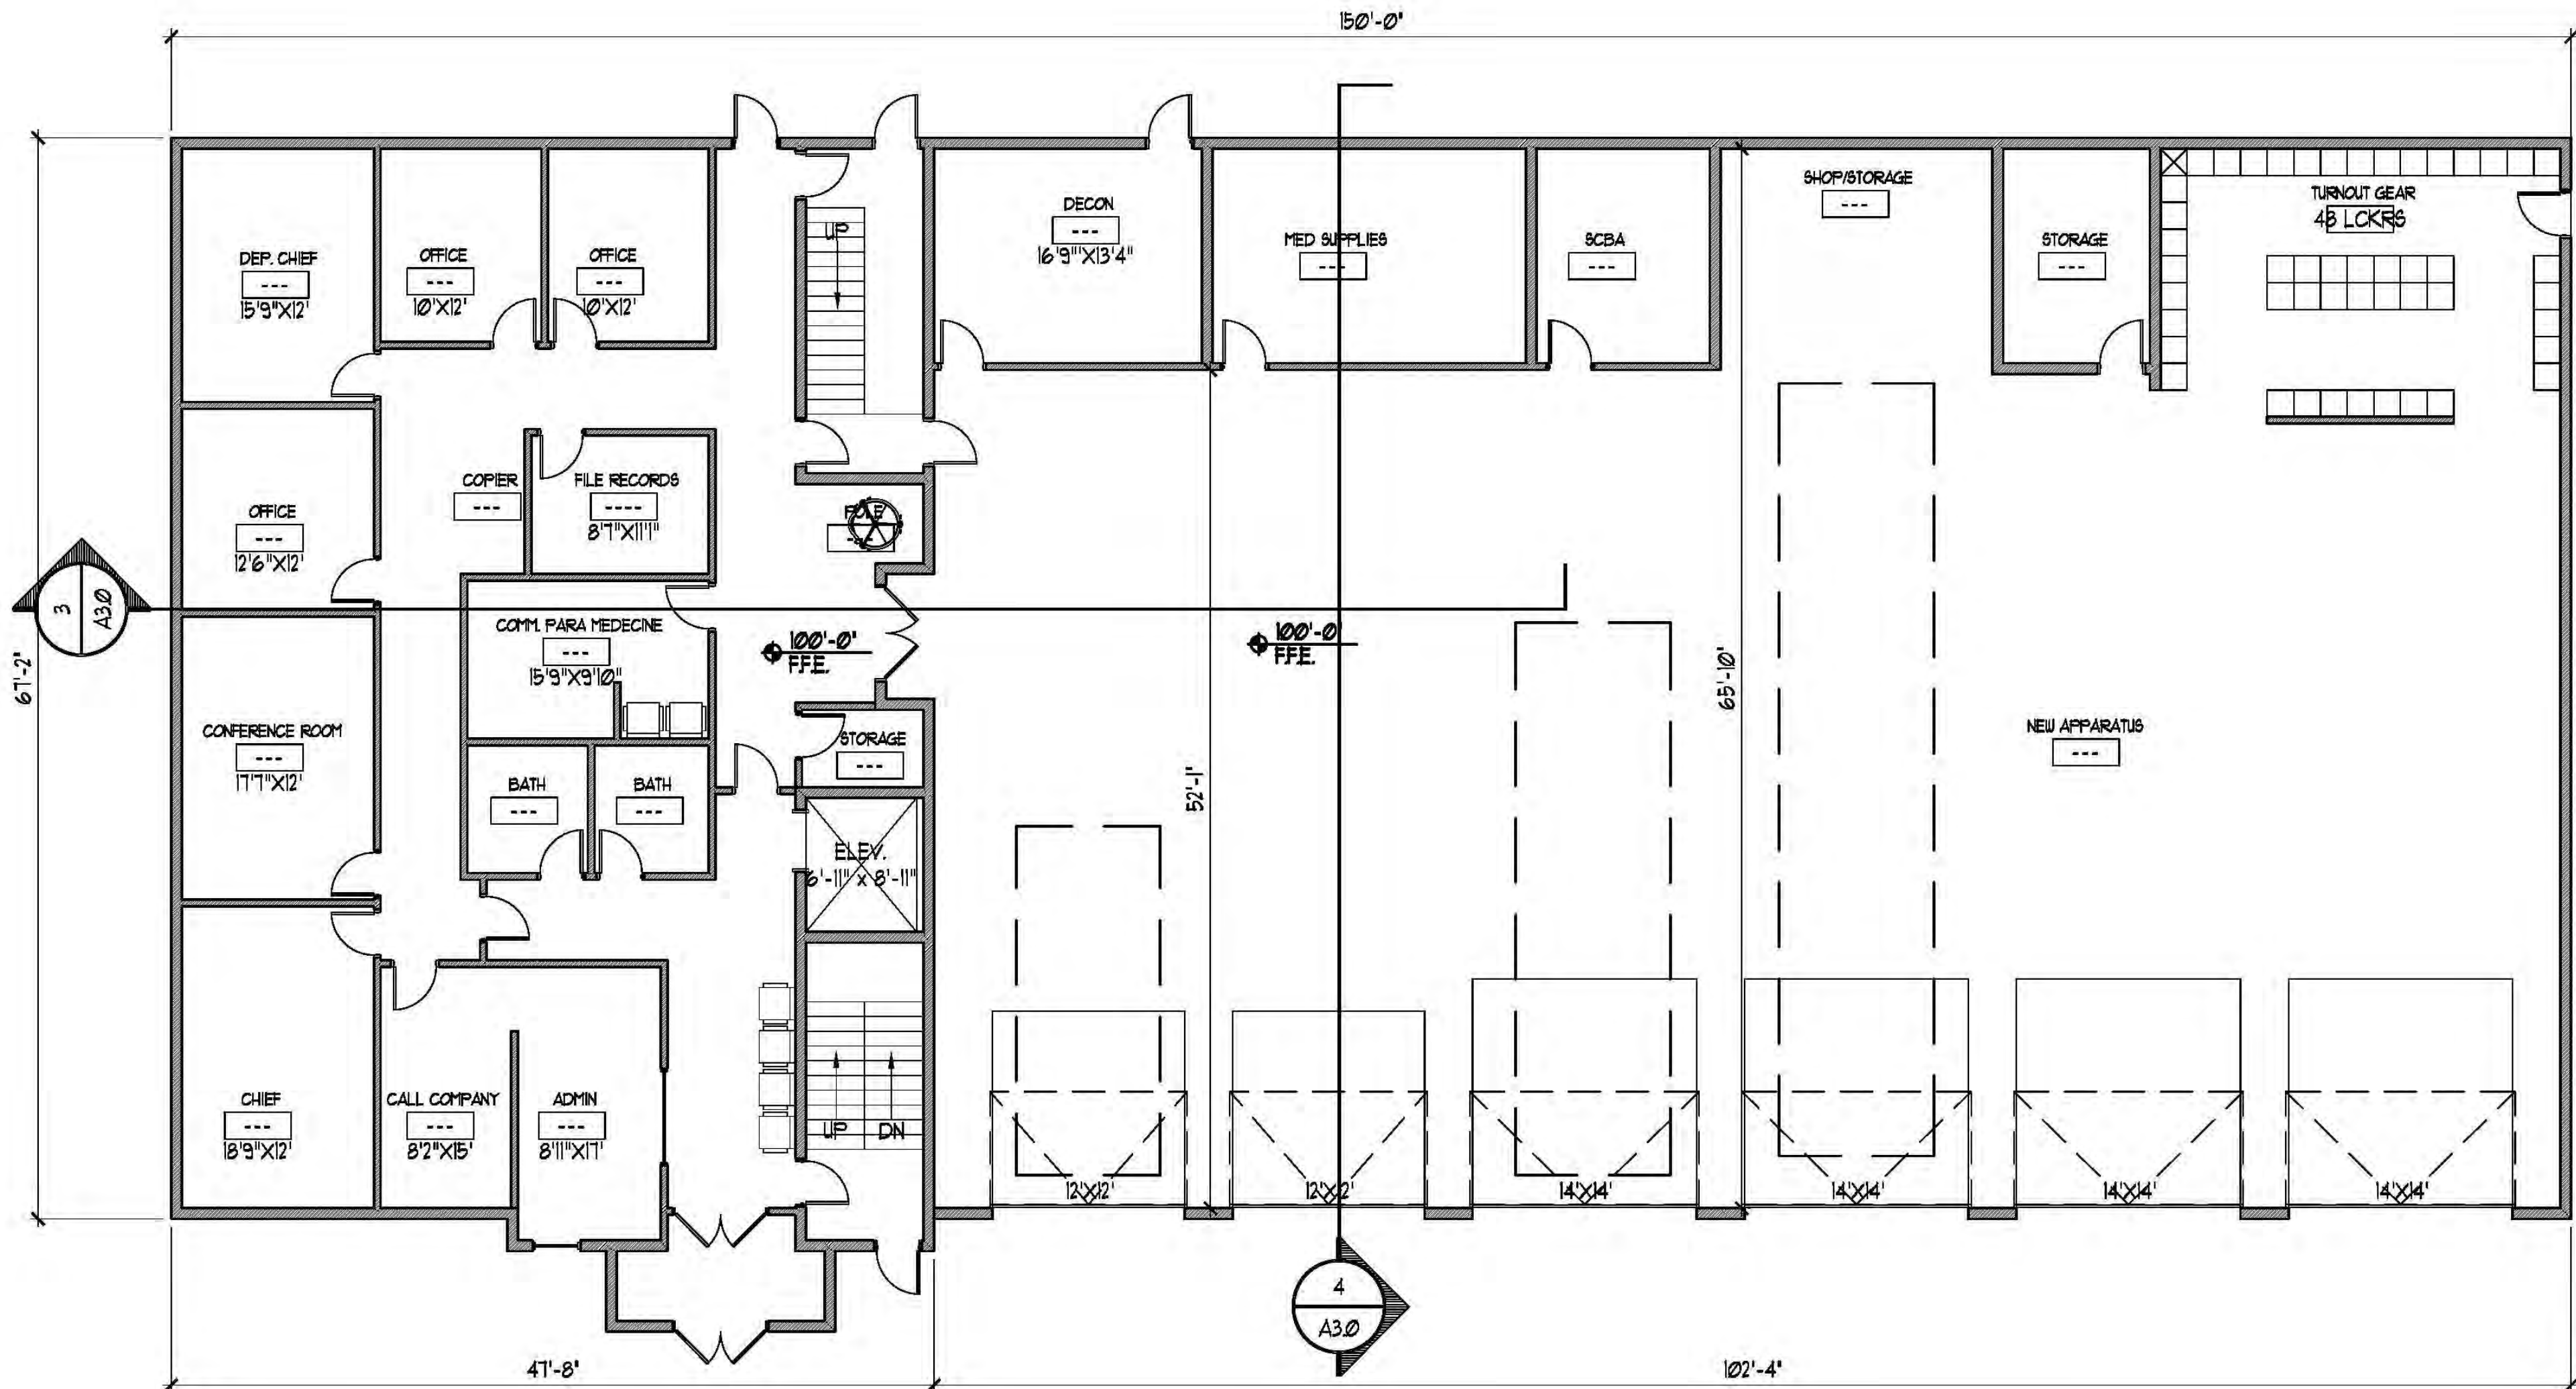 150'-0"
DEP. CHIEF
---
15'9"X12'
OFFICE
---
10'X12'
OFFICE
---
10'X12'
UP
DECON
---
16'9"X13'4"
MED SUPPLIES
---
SCBA
---
SHOP/STORAGE
---
STORAGE
---
TURNOUT GEAR
48 LCKRS
OFFICE
---
12'6"X12'
COPIER
---
FILE RECORDS
----
8'7"X11'1"
POLE
3
A3.0
67'-2"
COMM. PARA MEDECINE
---
15'9"X9'10"
100'-0"
F.F.E.
100'-0"
F.F.E.
65'-10"
NEW APPARATUS
---
CONFERENCE ROOM
---
17'7"X12'
BATH
---
BATH
---
STORAGE
---
52'-1"
ELEV.
6'-11" x 8'-11"
CHIEF
---
18'9"X12'
CALL COMPANY
---
8'2"X15'
ADMIN
---
8'11"X17'
UP
DN
12'X12'
12'X12'
14'X14'
14'X14'
14'X14'
14'X14'
4
A3.0
47'-8"
102'-4"